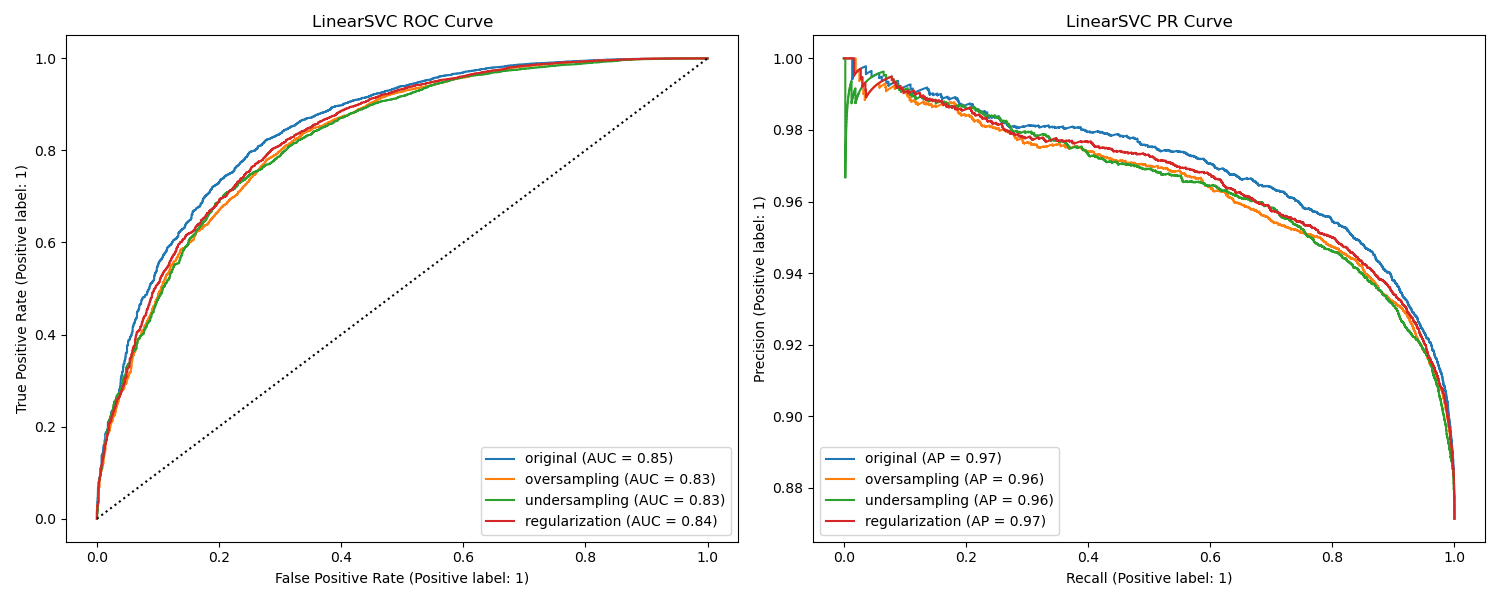 LinearSVC ROC Curve
True Positive Rate (Positive label: 1)
1.0
0.8
0.6
0.4
0.2
0.0
original (AUC = 0.85)
oversampling (AUC = 0.83)
undersampling (AUC = 0.83)
regularization (AUC = 0.84)
0.0 0.2 0.4 0.6 0.8 1.0
False Positive Rate (Positive label: 1)
LinearSVC PR Curve
Precision (Positive label: 1)
1.00
0.98
0.96
0.94
0.92
0.90
0.88
original (AP = 0.97)
oversampling (AP = 0.96)
undersampling (AP = 0.96)
regularization (AP = 0.97)
0.0 0.2 0.4 0.6 0.8 1.0
Recall (Positive label: 1)